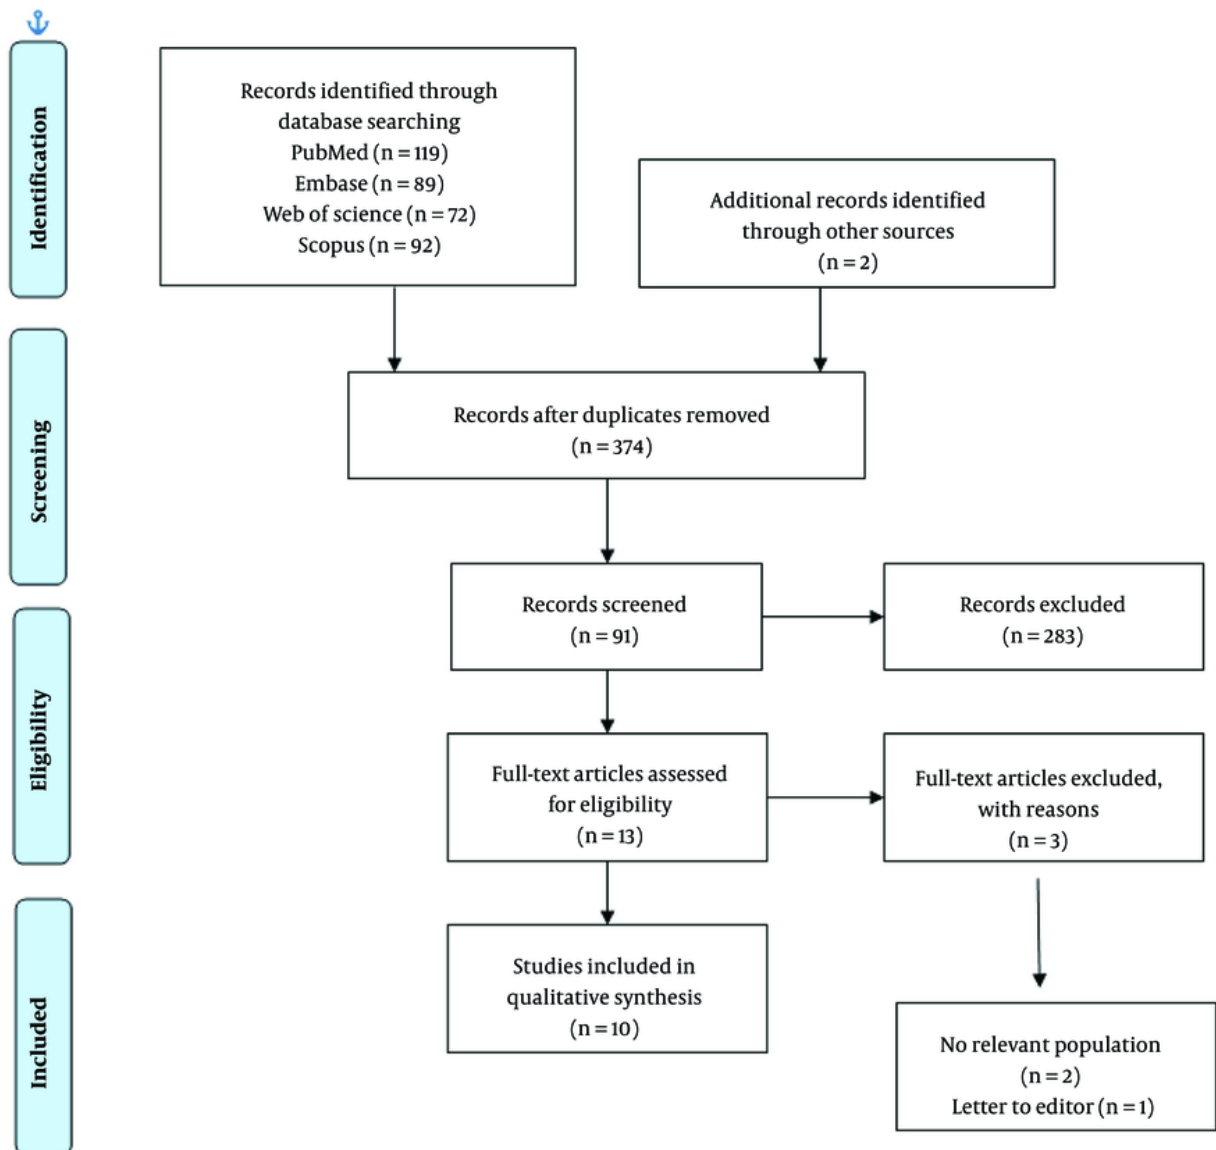 Identification
Records identified through
database searching
PubMed (n = 119)
Embase (n = 89)
Web of science (n = 72)
Scopus (n = 92)
Additional records identified
through other sources
(n = 2)
Screening
Records after duplicates removed
(n = 374)
Records screened
(n = 91)
Records excluded
(n = 283)
Eligibility
Full-text articles assessed
for eligibility
(n = 13)
Full-text articles excluded,
with reasons
(n = 3)
Included
Studies included in
qualitative synthesis
(n = 10)
No relevant population
(n = 2)
Letter to editor (n = 1)